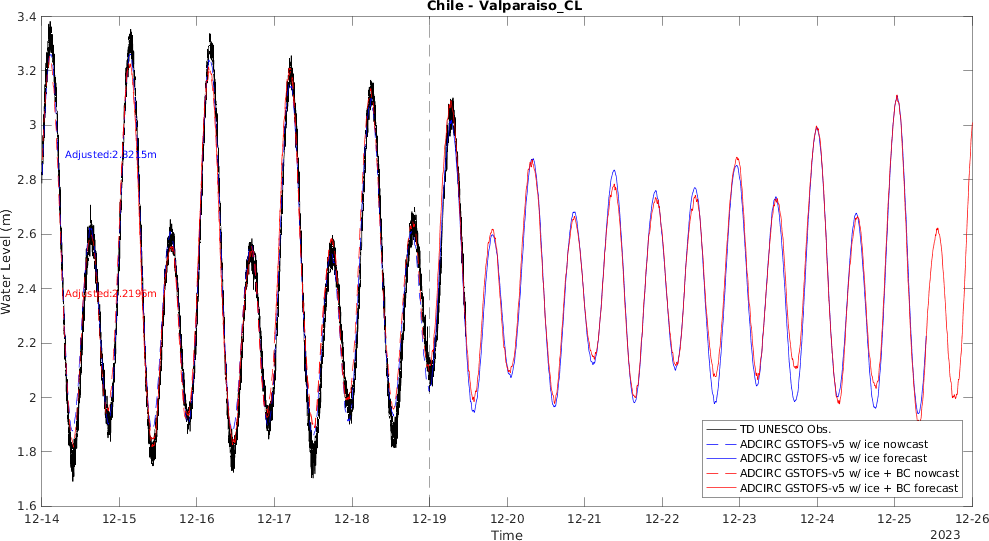 Chile - Valparaiso_CL
3.4
3.2
3
2.8
2.6
2.4
2.2
2
1.8
1.6
Water Level (m)
Adjusted:2.8215m
Adjusted:2.2196m
TD UNESCO Obs.
ADCIRC GSTOFS-v5 w/ ice nowcast
ADCIRC GSTOFS-v5 w/ ice forecast
ADCIRC GSTOFS-v5 w/ ice + BC nowcast
ADCIRC GSTOFS-v5 w/ ice + BC forecast
12-14 12-15 12-16 12-17 12-18 12-19 12-20 12-21 12-22 12-23 12-24 12-25 12-26
Time
2023